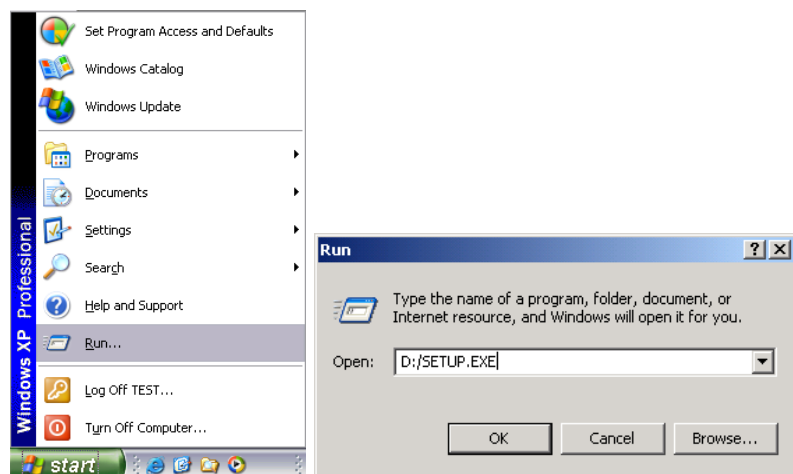 Set Program Access and Defaults
Windows Catalog
Windows Update
Programs
Documents
Settings
Search
Help and Support
Run...
Log Off TEST...
Turn Off Computer...
Windows XP Professional
start
Run
Type the name of a program, folder, document, or
Internet resource, and Windows will open it for you.
Open: D:/SETUP.EXE
OK Cancel Browse...